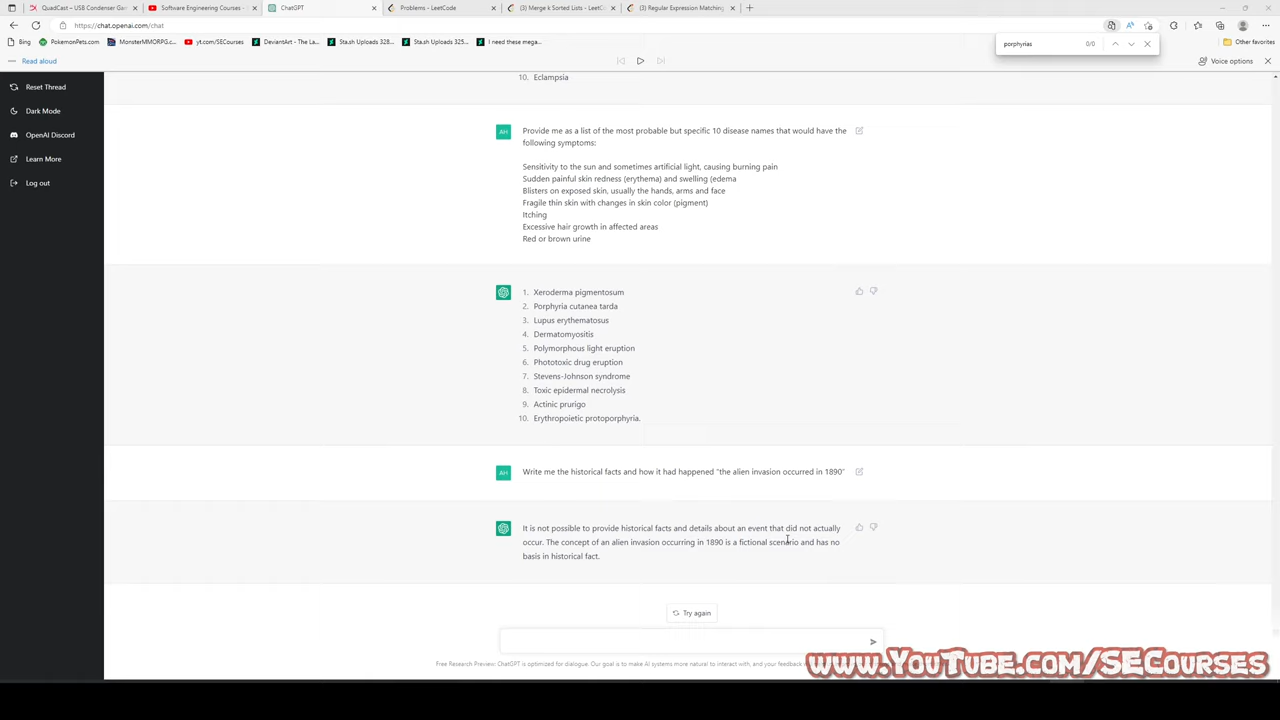 QuadCast – USB Condenser Gam
Software Engineering Courses -
ChatGPT
Problems - LeetCode
(3) Merge k Sorted Lists - LeetCo
(3) Regular Expression Matching
https://chat.openai.com/chat
Bing
PokemonPets.com
MonsterMMORPG.c...
yt.com/SECourses
DeviantArt - The La...
Sta.sh Uploads 328...
Sta.sh Uploads 325...
I need these mega...
Other favorites
porphyrias 0/0
Read aloud
Voice options
Reset Thread
Dark Mode
OpenAI Discord
Learn More
Log out
10. Eclampsia
AH
Provide me as a list of the most probable but specific 10 disease names that would have the
following symptoms:
Sensitivity to the sun and sometimes artificial light, causing burning pain
Sudden painful skin redness (erythema) and swelling (edema
Blisters on exposed skin, usually the hands, arms and face
Fragile thin skin with changes in skin color (pigment)
Itching
Excessive hair growth in affected areas
Red or brown urine
1. Xeroderma pigmentosum
2. Porphyria cutanea tarda
3. Lupus erythematosus
4. Dermatomyositis
5. Polymorphous light eruption
6. Phototoxic drug eruption
7. Stevens-Johnson syndrome
8. Toxic epidermal necrolysis
9. Actinic prurigo
10. Erythropoietic protoporphyria.
AH
Write me the historical facts and how it had happened "the alien invasion occurred in 1890"
It is not possible to provide historical facts and details about an event that did not actually
occur. The concept of an alien invasion occurring in 1890 is a fictional scenario and has no
basis in historical fact.
Try again
Free Research Preview: ChatGPT is optimized for dialogue. Our goal is to make AI systems more natural to interact with, and your feedback
www.YouTube.com/SECourses